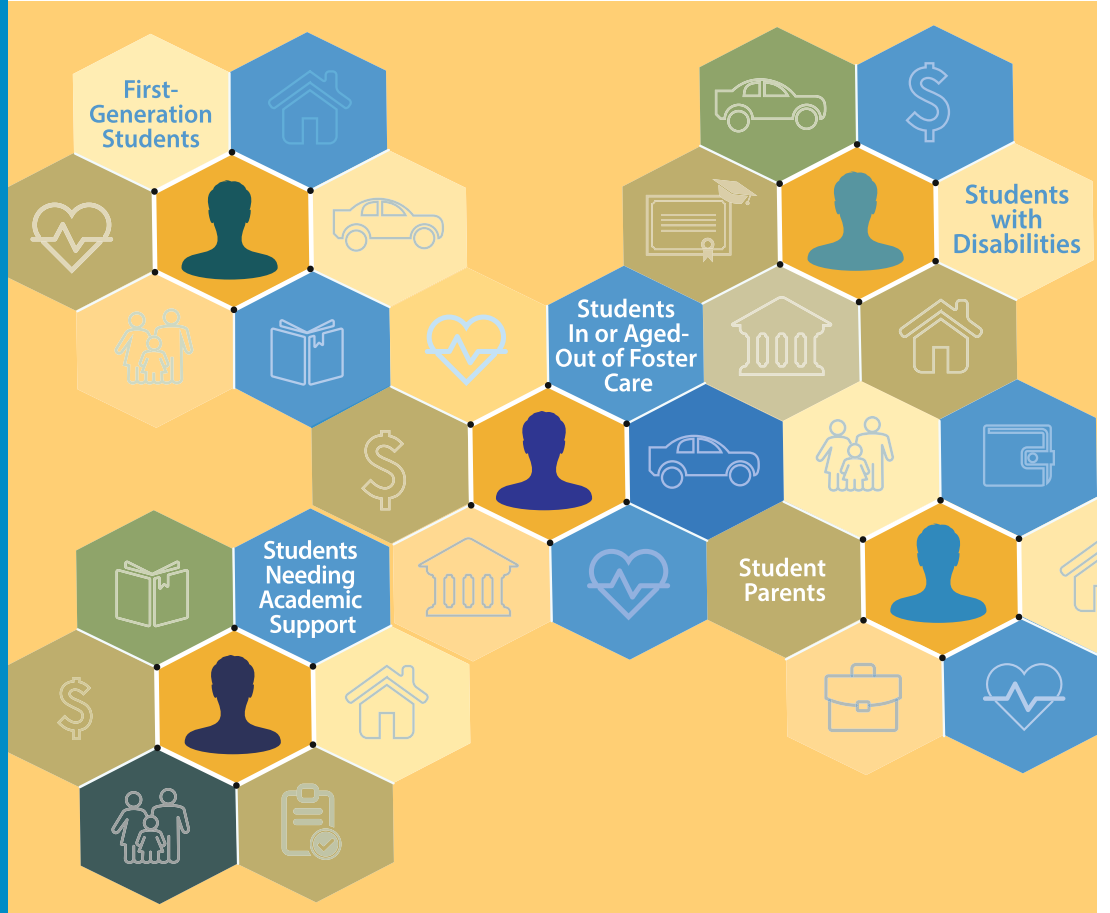 First-
Generation
Students
Students
with
Disabilities
Students
In or Aged-
Out of Foster
Care
Students
Needing
Academic
Support
Student
Parents